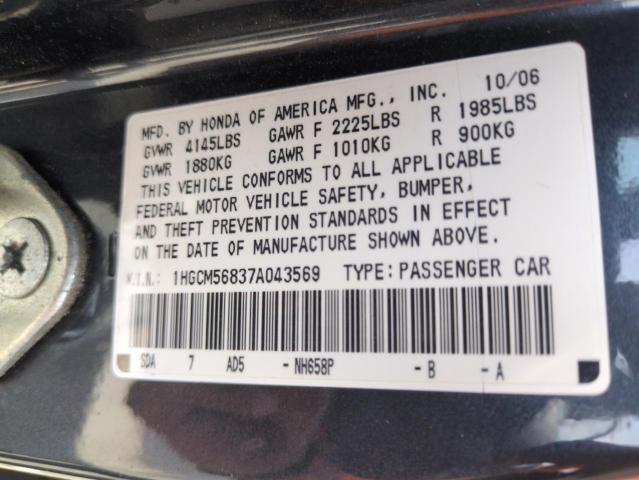 MFD. BY HONDA OF AMERICA MFG., INC. 10/06
GVWR 4145LBS GAWR F 2225LBS R 1985LBS
GVWR 1880KG GAWR F 1010KG R 900KG
THIS VEHICLE CONFORMS TO ALL APPLICABLE
FEDERAL MOTOR VEHICLE SAFETY, BUMPER,
AND THEFT PREVENTION STANDARDS IN EFFECT
ON THE DATE OF MANUFACTURE SHOWN ABOVE.
V.I.N.: 1HGCM56837A043569 TYPE: PASSENGER CAR
SDA 7 AD5 -NH658P -B -A